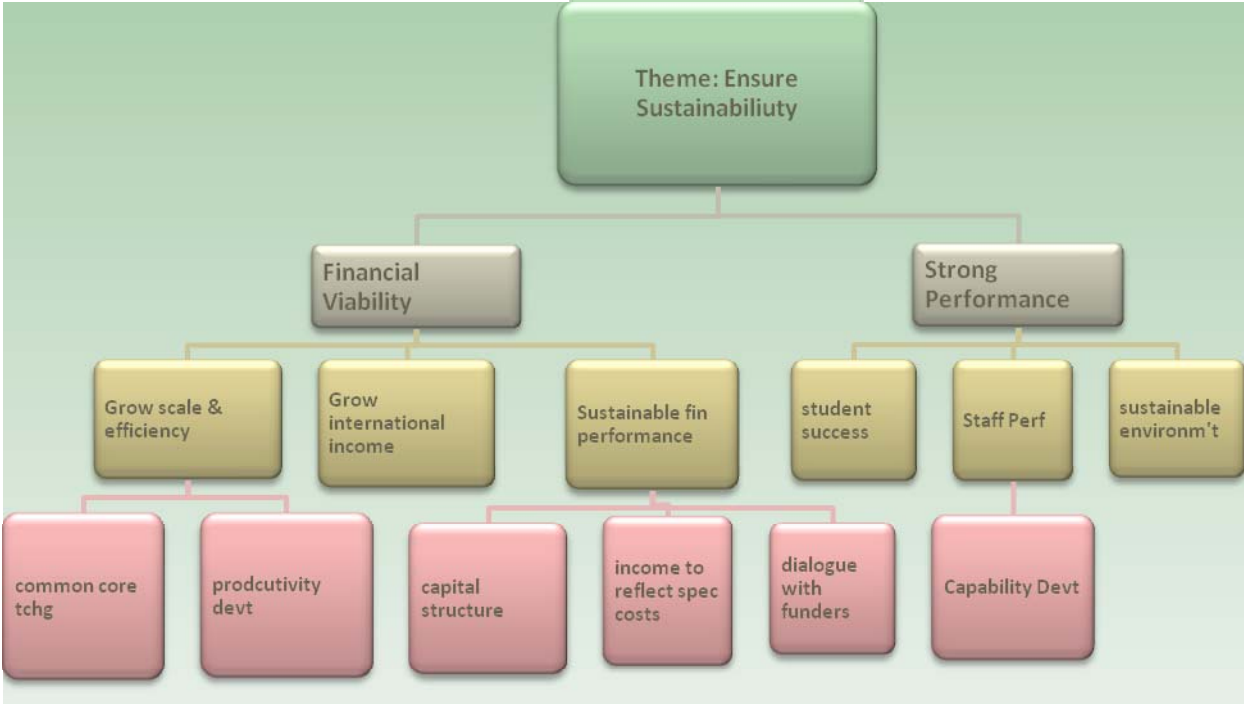 Theme: Ensure
Sustainabiliuty
Financial
Viability
Strong
Performance
Grow scale &
efficiency
Grow
international
income
Sustainable fin
performance
student
success
Staff Perf
sustainable
environm't
common core
tchg
prodcutivity
devt
capital
structure
income to
reflect spec
costs
dialogue
with
funders
Capability Devt